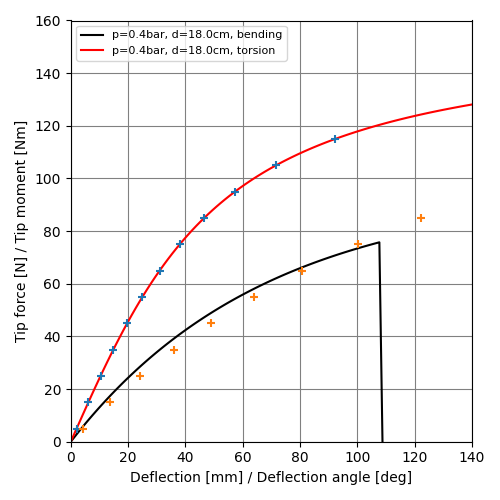 160
140
120
100
80
60
40
20
0
Tip force [N] / Tip moment [Nm]
p=0.4bar, d=18.0cm, bending
p=0.4bar, d=18.0cm, torsion
0 20 40 60 80 100 120 140
Deflection [mm] / Deflection angle [deg]